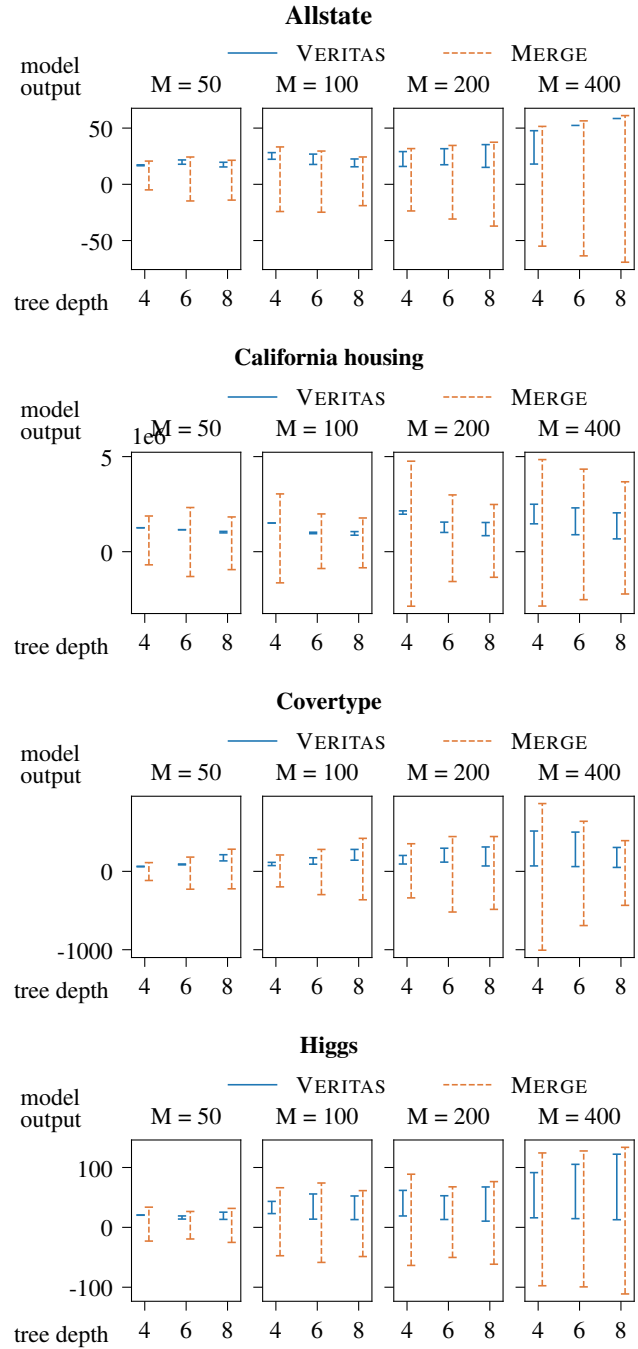 Allstate
VERITAS MERGE
model
output
M = 50 M = 100 M = 200 M = 400
50
0
-50
tree depth 4 6 8 4 6 8 4 6 8 4 6 8
California housing
VERITAS MERGE
model
output
M = 50 M = 100 M = 200 M = 400
1e6
5
0
tree depth 4 6 8 4 6 8 4 6 8 4 6 8
Covertype
VERITAS MERGE
model
output
M = 50 M = 100 M = 200 M = 400
0
-1000
tree depth 4 6 8 4 6 8 4 6 8 4 6 8
Higgs
VERITAS MERGE
model
output
M = 50 M = 100 M = 200 M = 400
100
0
-100
tree depth 4 6 8 4 6 8 4 6 8 4 6 8